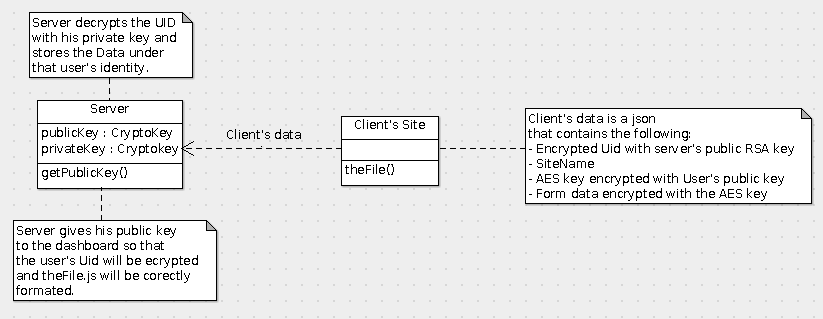 Server decrypts the UID
with his private key and
stores the Data under
that user's identity.
Server
publicKey : CryptoKey
privateKey : Cryptokey
getPublicKey()
Server gives his public key
to the dashboard so that
the user's Uid will be ecrypted
and theFile.js will be corectly
formated.
Client's data
Client's Site
theFile()
Client's data is a json
that contains the following:
- Encrypted Uid with server's public RSA key
- SiteName
- AES key encrypted with User's public key
- Form data encrypted with the AES key